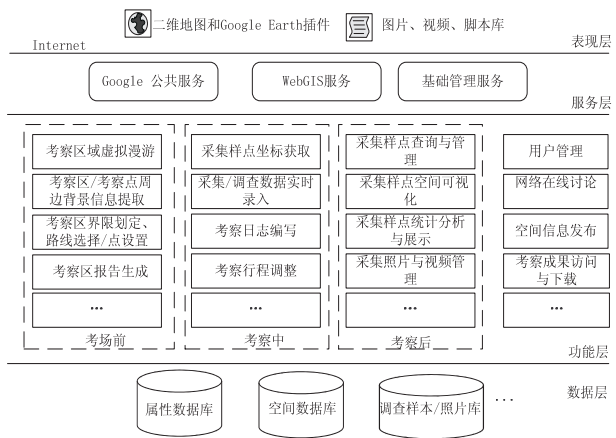 二维地图和Google Earth插件
图片、视频、脚本库
Internet
表现层
Google 公共服务
WebGIS服务
基础管理服务
服务层
考察区域虚拟漫游
考察区/考察点周
边背景信息提取
考察区界限划定、
路线选择/点设置
考察区报告生成
...
考场前
采集样点坐标获取
采集/调查数据实时
录入
考察日志编写
考察行程调整
...
考察中
采集样点查询与管
理
采集样点空间可视
化
采集样点统计分析
与展示
采集照片与视频管
理
...
考察后
用户管理
网络在线讨论
空间信息发布
考察成果访问
与下载
...
功能层
属性数据库
空间数据库
调查样本/照片库
...
数据层